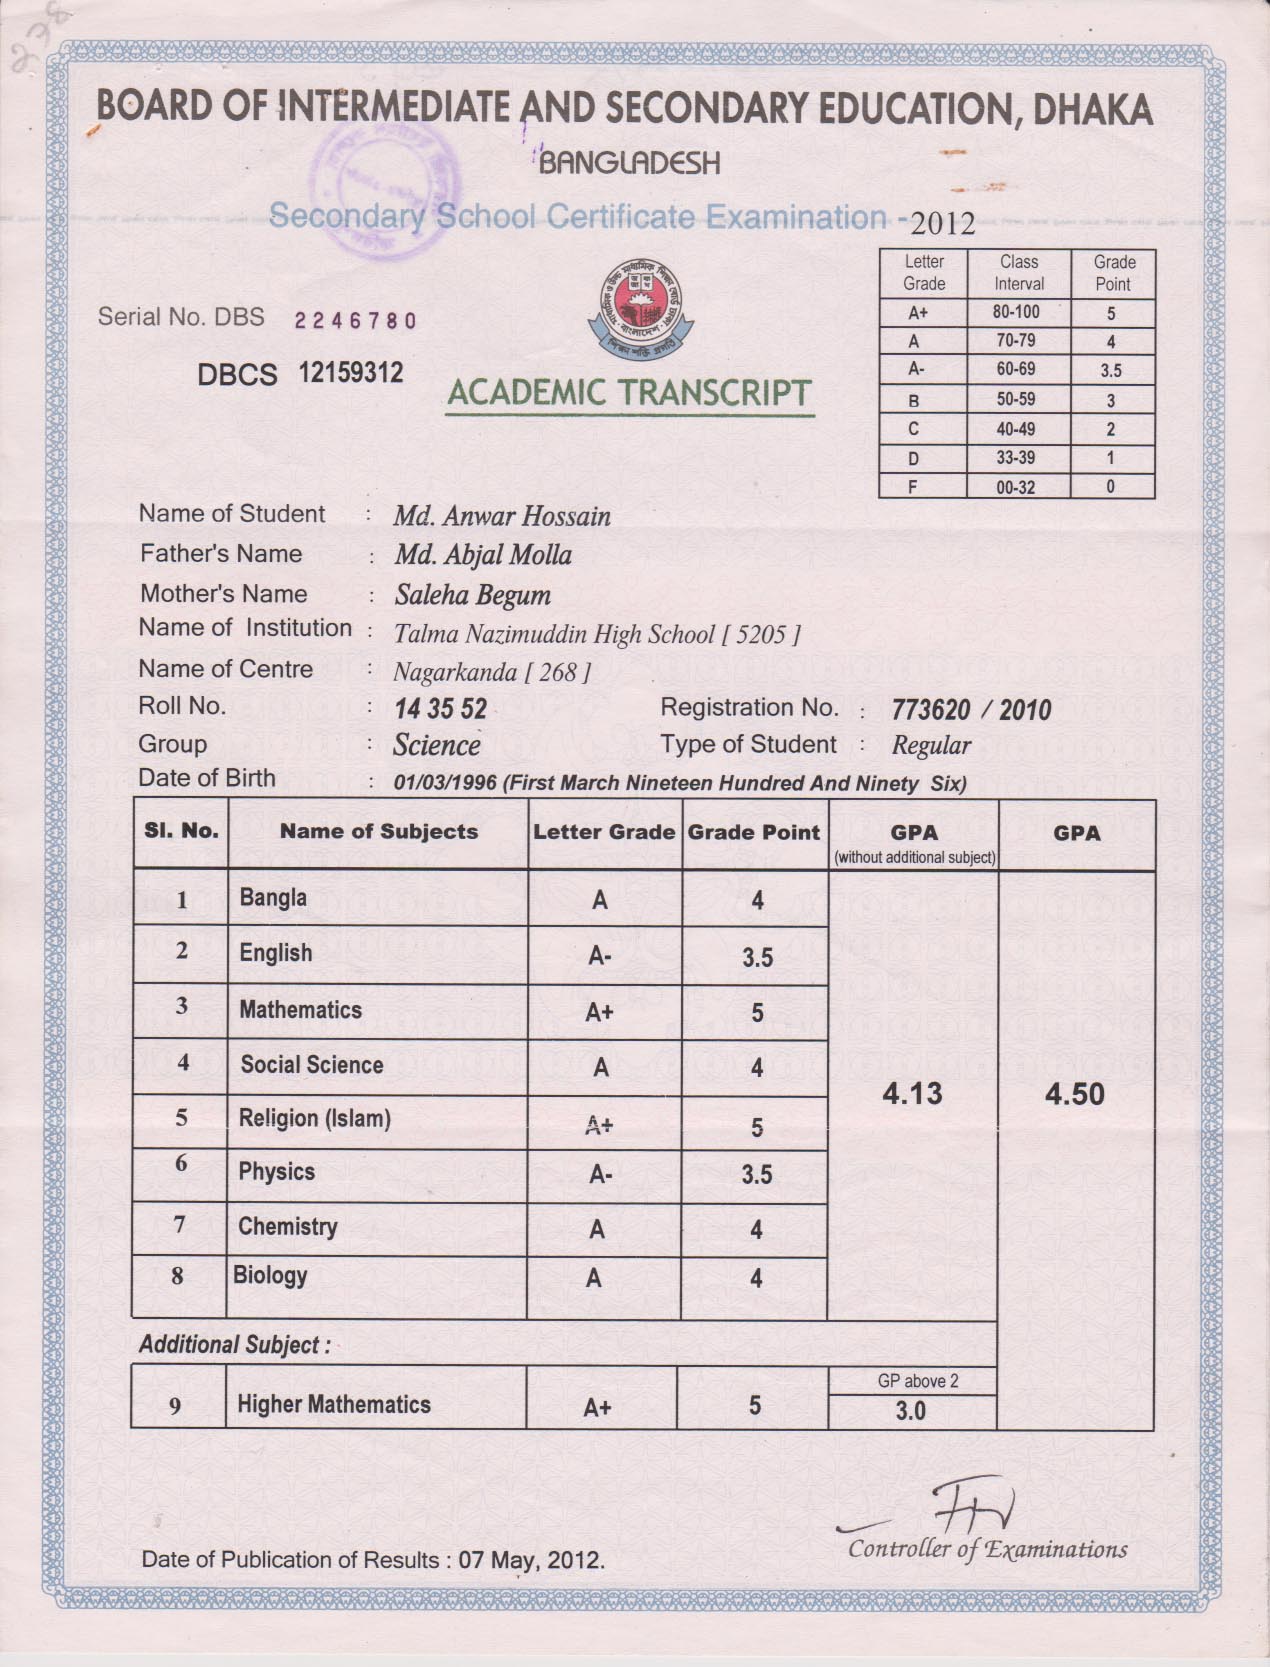 ২৭৪
BOARD OF INTERMEDIATE AND SECONDARY EDUCATION, DHAKA
BANGLADESH
Secondary School Certificate Examination - 2012
Letter Grade Class Interval Grade Point
A+ 80-100 5
A 70-79 4
A- 60-69 3.5
B 50-59 3
C 40-49 2
D 33-39 1
F 00-32 0
Serial No. DBS 2246780
DBCS 12159312
ACADEMIC TRANSCRIPT
Name of Student : Md. Anwar Hossain
Father's Name : Md. Abjal Molla
Mother's Name : Saleha Begum
Name of Institution : Talma Nazimuddin High School [ 5205 ]
Name of Centre : Nagarkanda [ 268 ]
Roll No. : 14 35 52 Registration No. : 773620 / 2010
Group : Science Type of Student : Regular
Date of Birth : 01/03/1996 (First March Nineteen Hundred And Ninety Six)
Sl. No. Name of Subjects Letter Grade Grade Point GPA (without additional subject) GPA
1 Bangla A 4
2 English A- 3.5
3 Mathematics A+ 5
4 Social Science A 4
4.13 4.50
5 Religion (Islam) A+ 5
6 Physics A- 3.5
7 Chemistry A 4
8 Biology A 4
Additional Subject :
GP above 2
9 Higher Mathematics A+ 5 3.0
Controller of Examinations
Date of Publication of Results : 07 May, 2012.